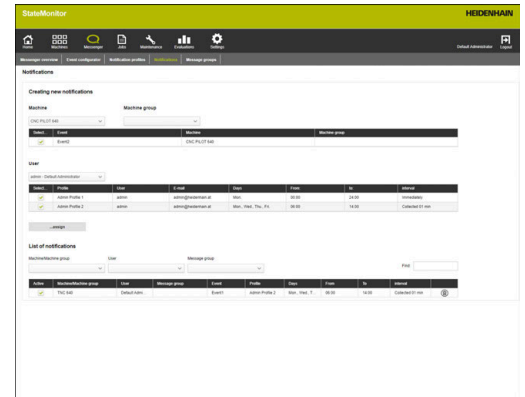 StateMonitor
HEIDENHAIN
Home Machines Messenger Jobs Maintenance Evaluations Settings
Default Administrator Logout
Messenger overview Event configurator Notification profiles Notifications Message groups
Notifications
Creating new notifications
Machine Machine group
CNC PILOT 640
Select.. Event Machine Machine group
Event2 CNC PILOT 640
User
admin - Default Administrator
Select.. Profile User E-mail Days From to Interval
Admin Profile 1 admin admin@heidenhain.at Mon. 00:00 24:00 Immediately
Admin Profile 2 admin admin@heidenhain.at Mon., Wed., Thu., Fri. 00:00 14:00 Collected 01 min
...assign
List of notifications
Machine/Machine group User Message group
Find
Active Machine/Machine group User Message group Event Profile Days From to Interval
TNC 640 Default Admi... Event1 Admin Profile 2 Mon., Wed., T... 00:00 14:00 Collected 01 min